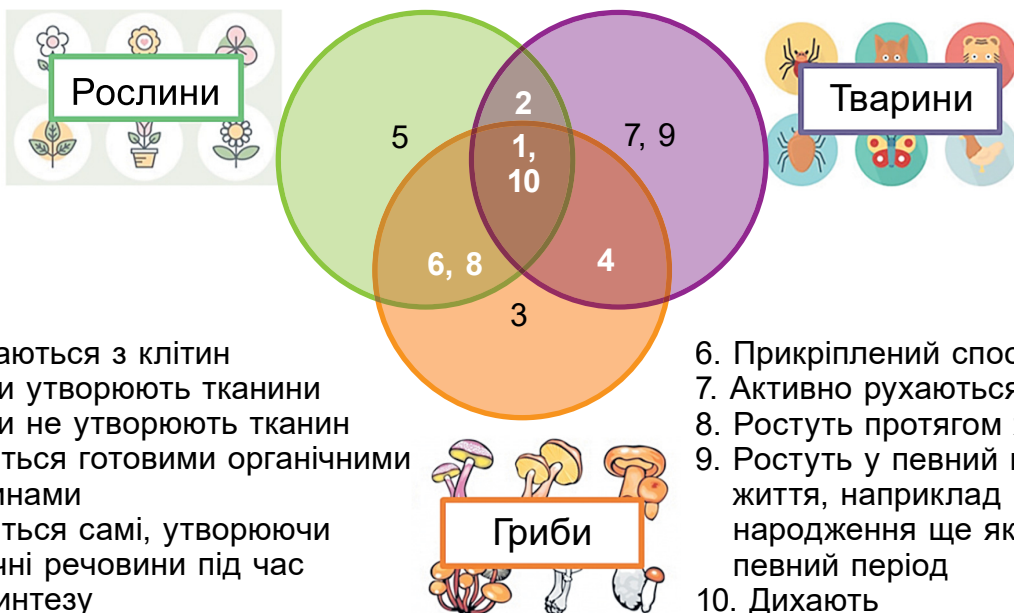 Рослини
Тварини
2
5
7, 9
1,
10
6, 8
4
3
аються з клітин
и утворюють тканини
и не утворюють тканин
ться готовими органічними
инами
ться самі, утворюючи
чні речовини під час
интезу
Гриби
6. Прикріплений спос
7. Активно рухаються
8. Ростуть протягом
9. Ростуть у певний
життя, наприклад
народження ще як
певний період
10. Дихають